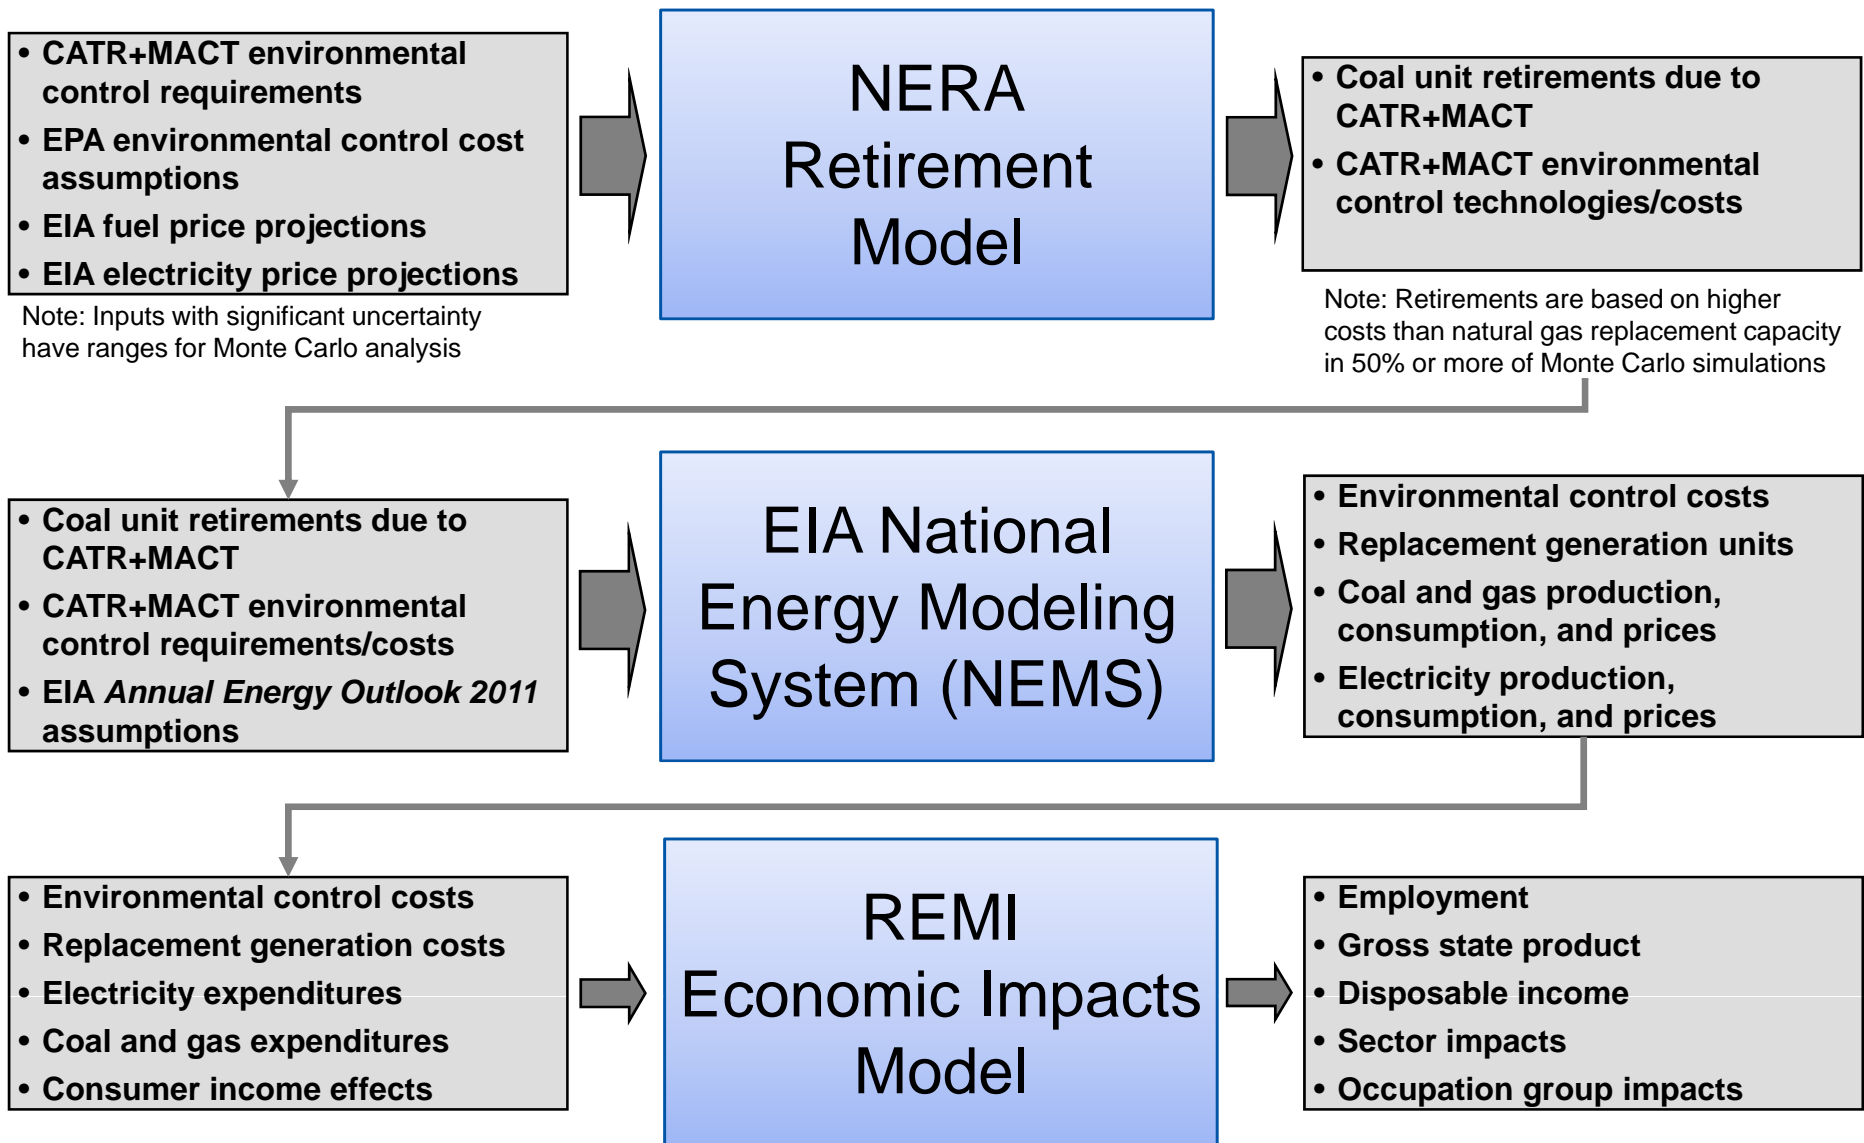 • CATR+MACT environmental
control requirements
• EPA environmental control cost
assumptions
• EIA fuel price projections
• EIA electricity price projections
Note: Inputs with significant uncertainty
have ranges for Monte Carlo analysis
NERA
Retirement
Model
• Coal unit retirements due to
CATR+MACT
• CATR+MACT environmental
control technologies/costs
Note: Retirements are based on higher
costs than natural gas replacement capacity
in 50% or more of Monte Carlo simulations
• Coal unit retirements due to
CATR+MACT
• CATR+MACT environmental
control requirements/costs
• EIA Annual Energy Outlook 2011
assumptions
EIA National
Energy Modeling
System (NEMS)
• Environmental control costs
• Replacement generation units
• Coal and gas production,
consumption, and prices
• Electricity production,
consumption, and prices
• Environmental control costs
• Replacement generation costs
• Electricity expenditures
• Coal and gas expenditures
• Consumer income effects
REMI
Economic Impacts
Model
• Employment
• Gross state product
• Disposable income
• Sector impacts
• Occupation group impacts